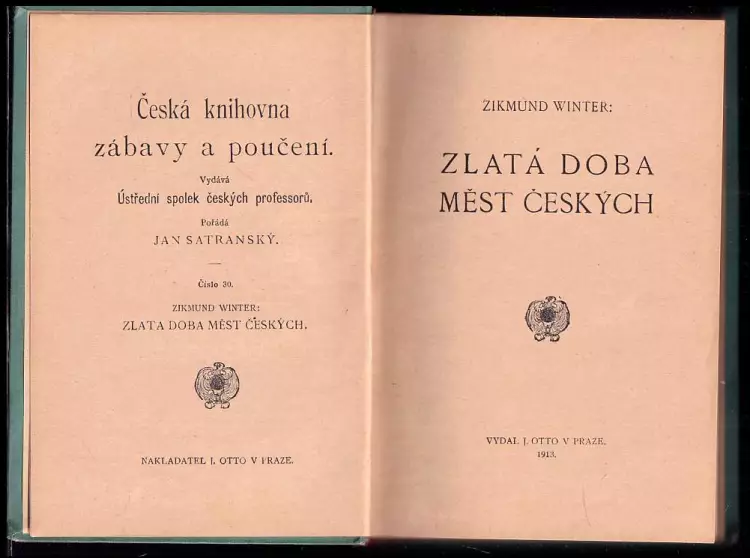 Česká knihovna
zábavy a poučení.
Vydává
Ústřední spolek českých professorů.
Pořádá
JAN SATRANSKÝ.
Číslo 30.
ZIKMUND WINTER:
ZLATA DOBA MĚST ČESKÝCH.
NAKLADATEL J. OTTO V PRAZE.
ZIKMUND WINTER:
ZLATÁ DOBA
MĚST ČESKÝCH
VYDAL J. OTTO V PRAZE.
1913.